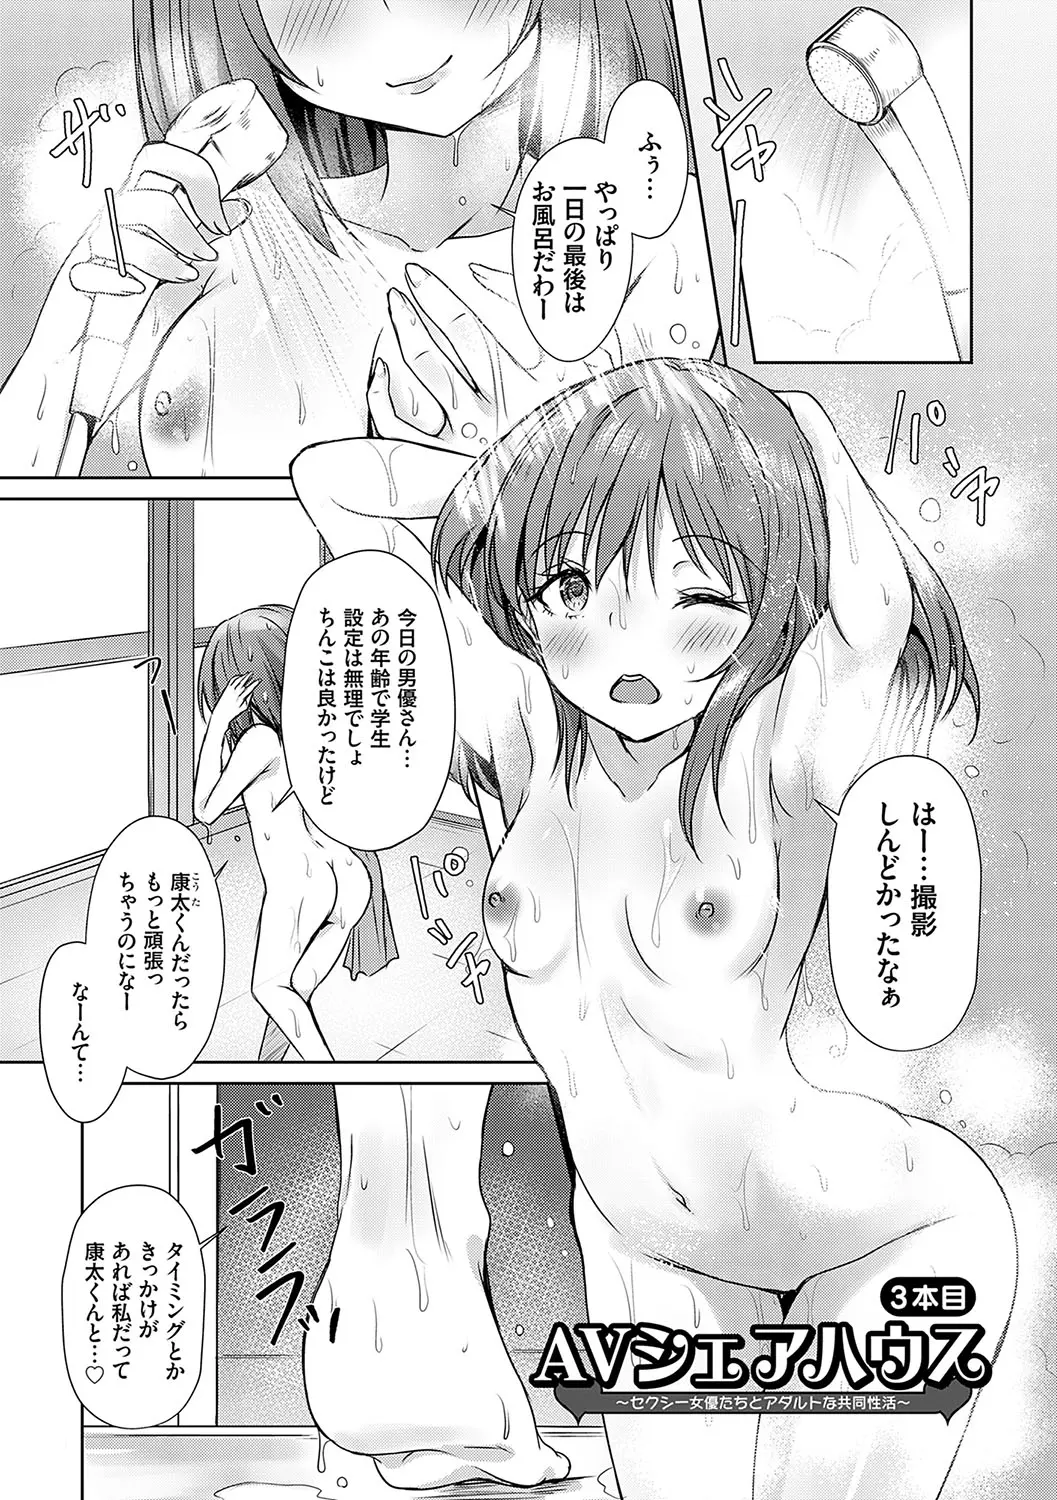 シャャ
ザァ
ふぅ…
やっぱり
一日の最後は
お風呂だわー
パシャ
はー…撮影
しんどかったなぁ
今日の男優さん…
あの年齢で学生
設定は無理でしょ
ちんこは良かったけど
康太くんだったら
こうた
もっと頑張っ
ちゃうのになー
なーんて…
ガララッ
タイミングとか
きっかけが
あれば私だって
康太くんと…♡
3本目
AVシェアハウス
～セクシー女優たちとアダルトな共同性活～